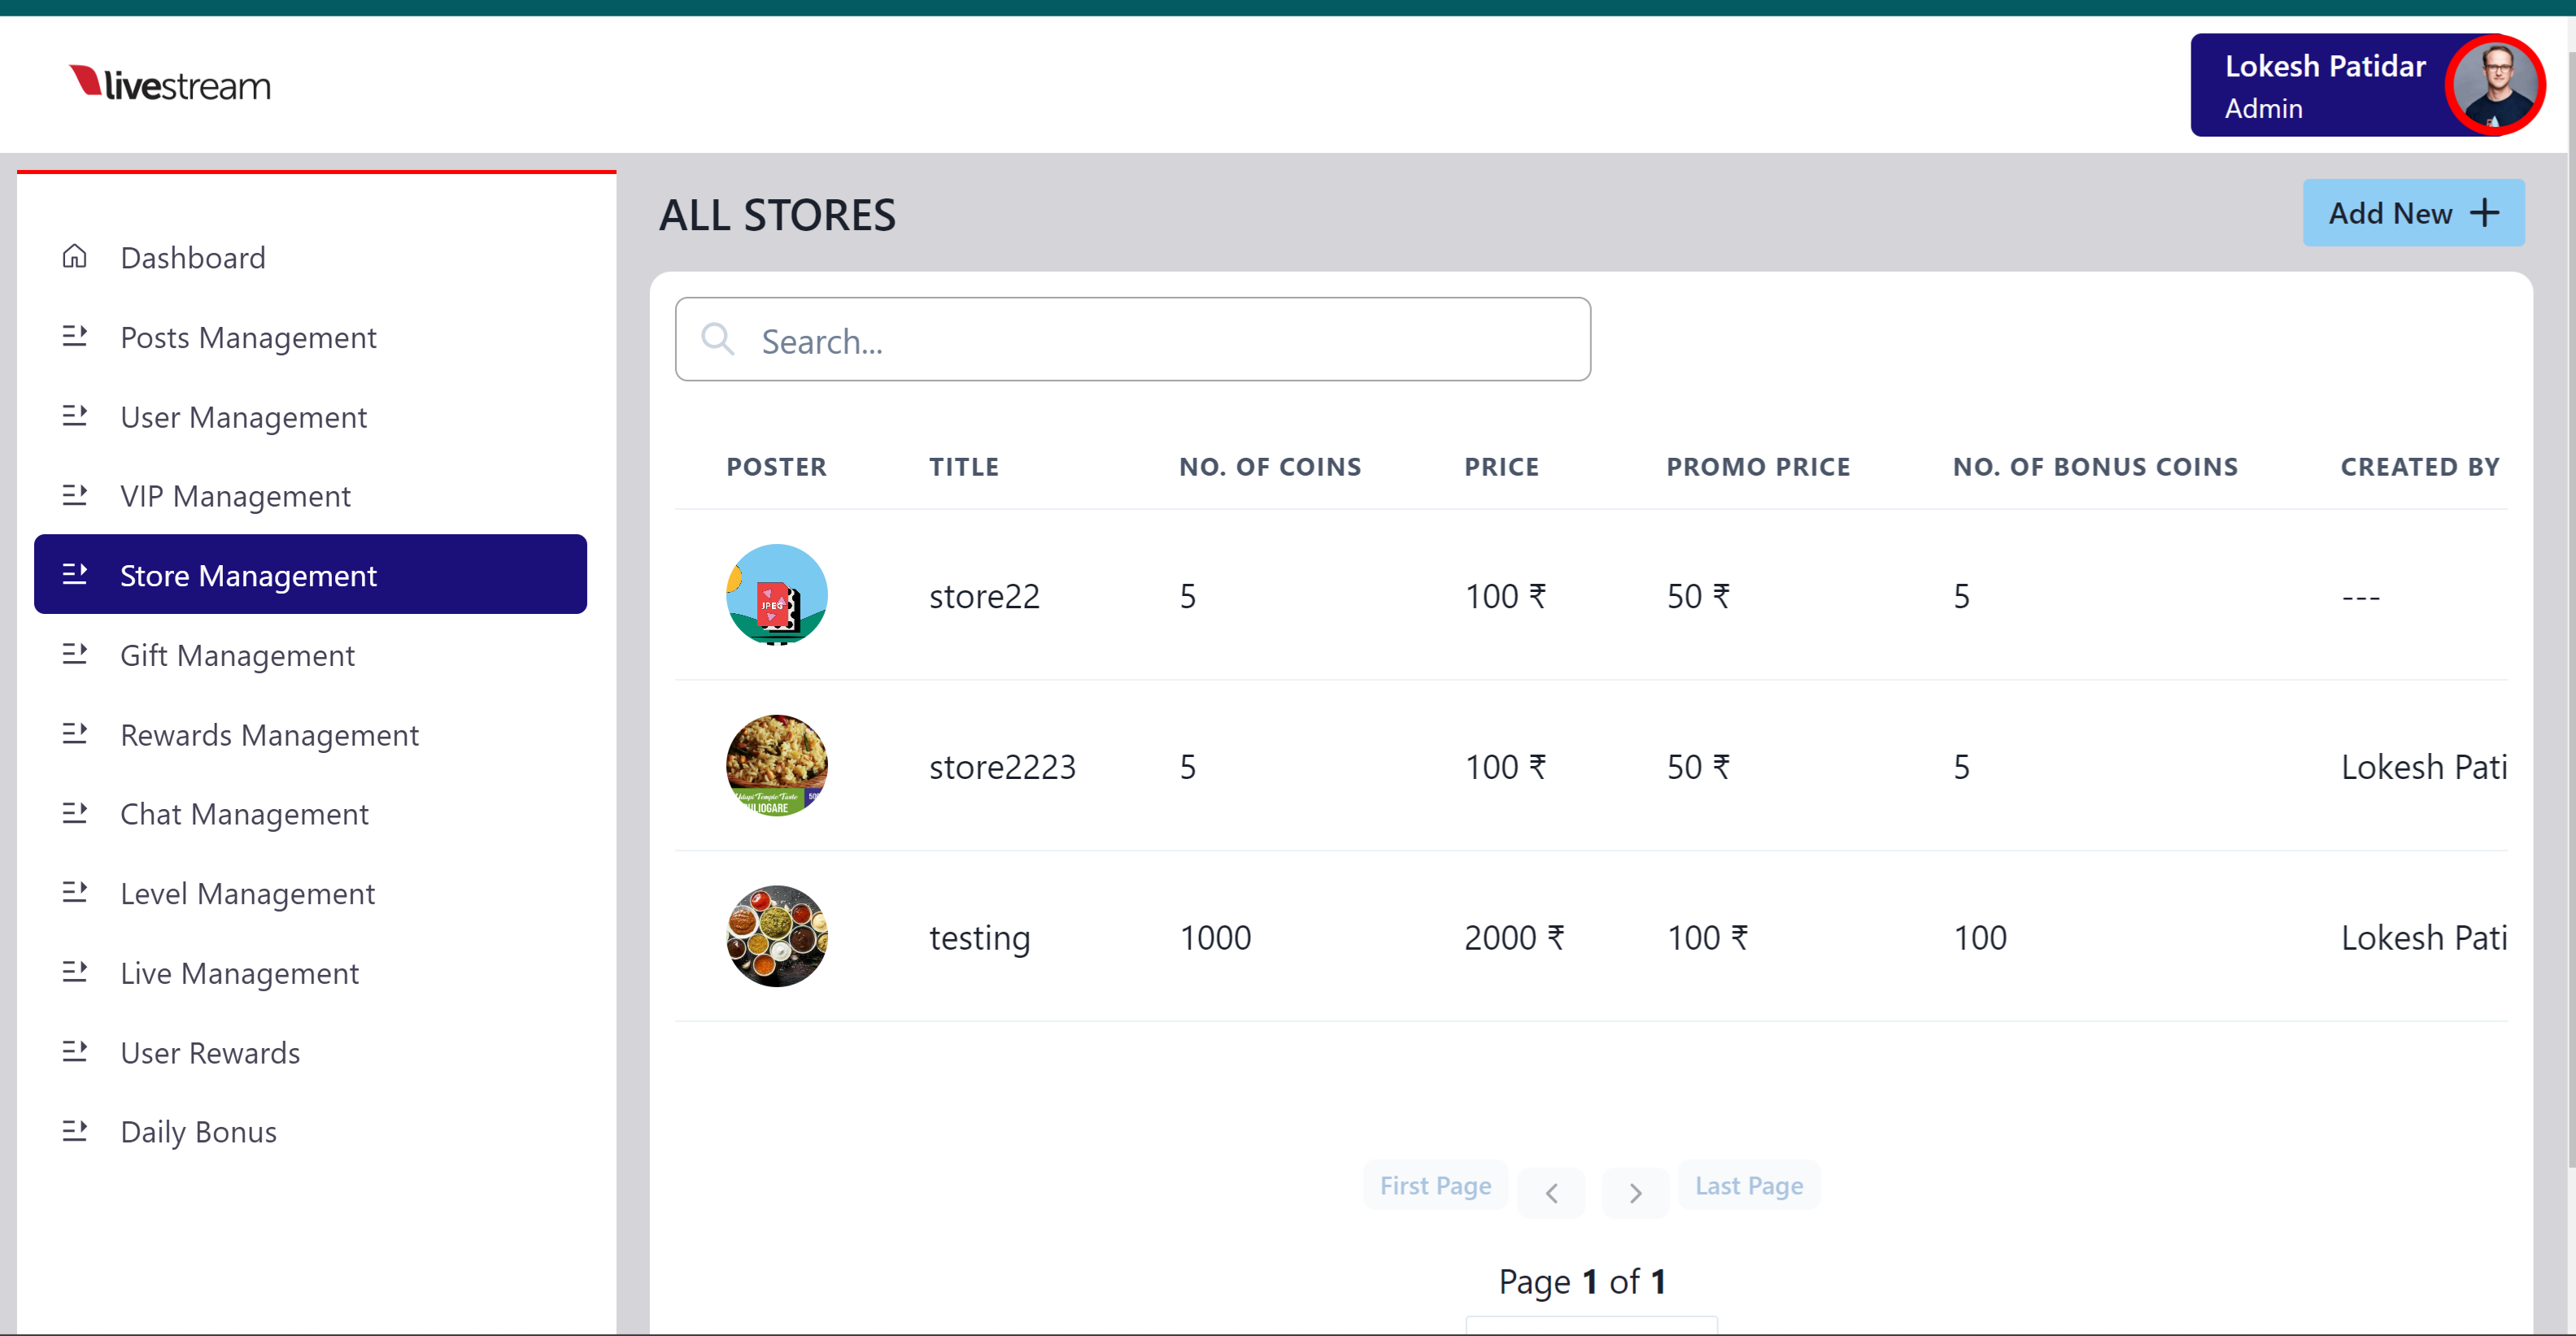 livestream
Lokesh Patidar
Admin
Dashboard
Posts Management
User Management
VIP Management
Store Management
Gift Management
Rewards Management
Chat Management
Level Management
Live Management
User Rewards
Daily Bonus
ALL STORES
Add New
Search...
POSTER TITLE NO. OF COINS PRICE PROMO PRICE NO. OF BONUS COINS CREATED BY
JPEG
store22 5 100 ₹ 50 ₹ 5 ---
store2223 5 100 ₹ 50 ₹ 5 Lokesh Pati
Temple Taste
testing 1000 2000 ₹ 100 ₹ 100 Lokesh Pati
First Page Last Page
Page 1 of 1